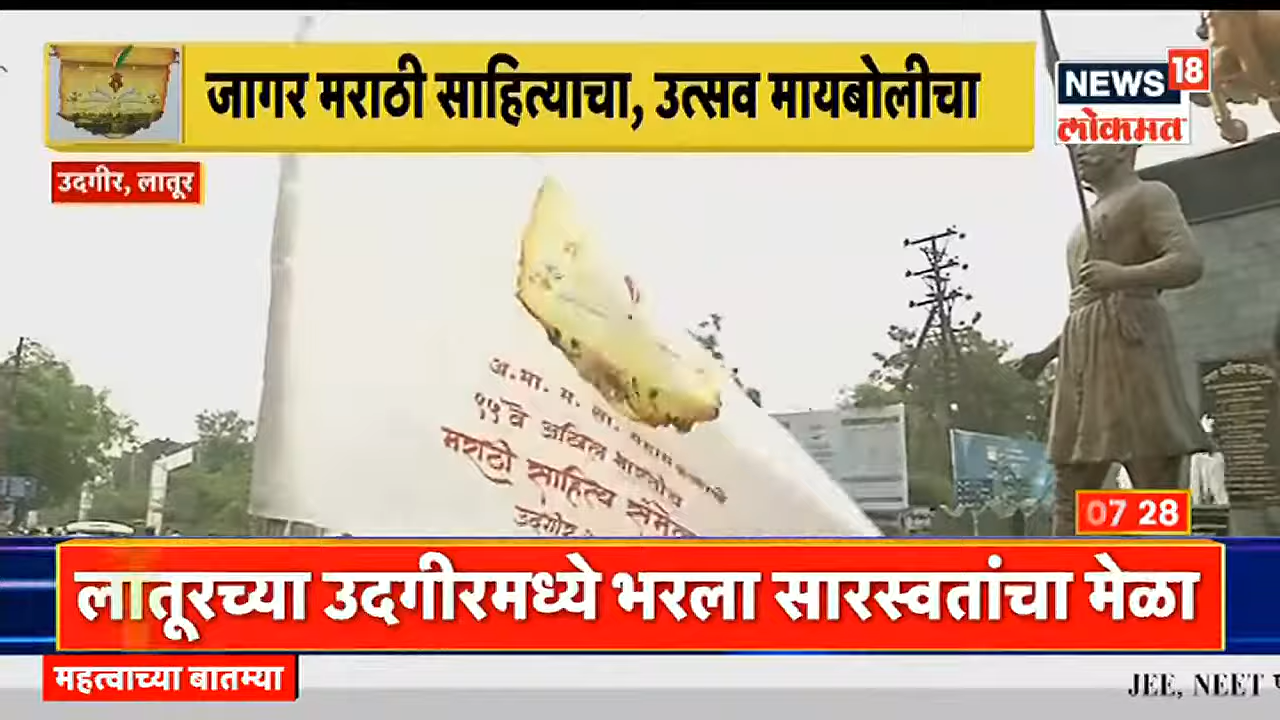 जागर मराठी साहित्याचा, उत्सव मायबोलीचा
NEWS 18
लोकमत
उदगीर, लातूर
अ.भा. म. सा.
९५ वे अखिल भारतीय
मराठी साहित्य
उदगीर
07 28
लातूरच्या उदगीरमध्ये भरला सारस्वतांचा मेळा
महत्वाच्या बातम्या
JEE, NEET